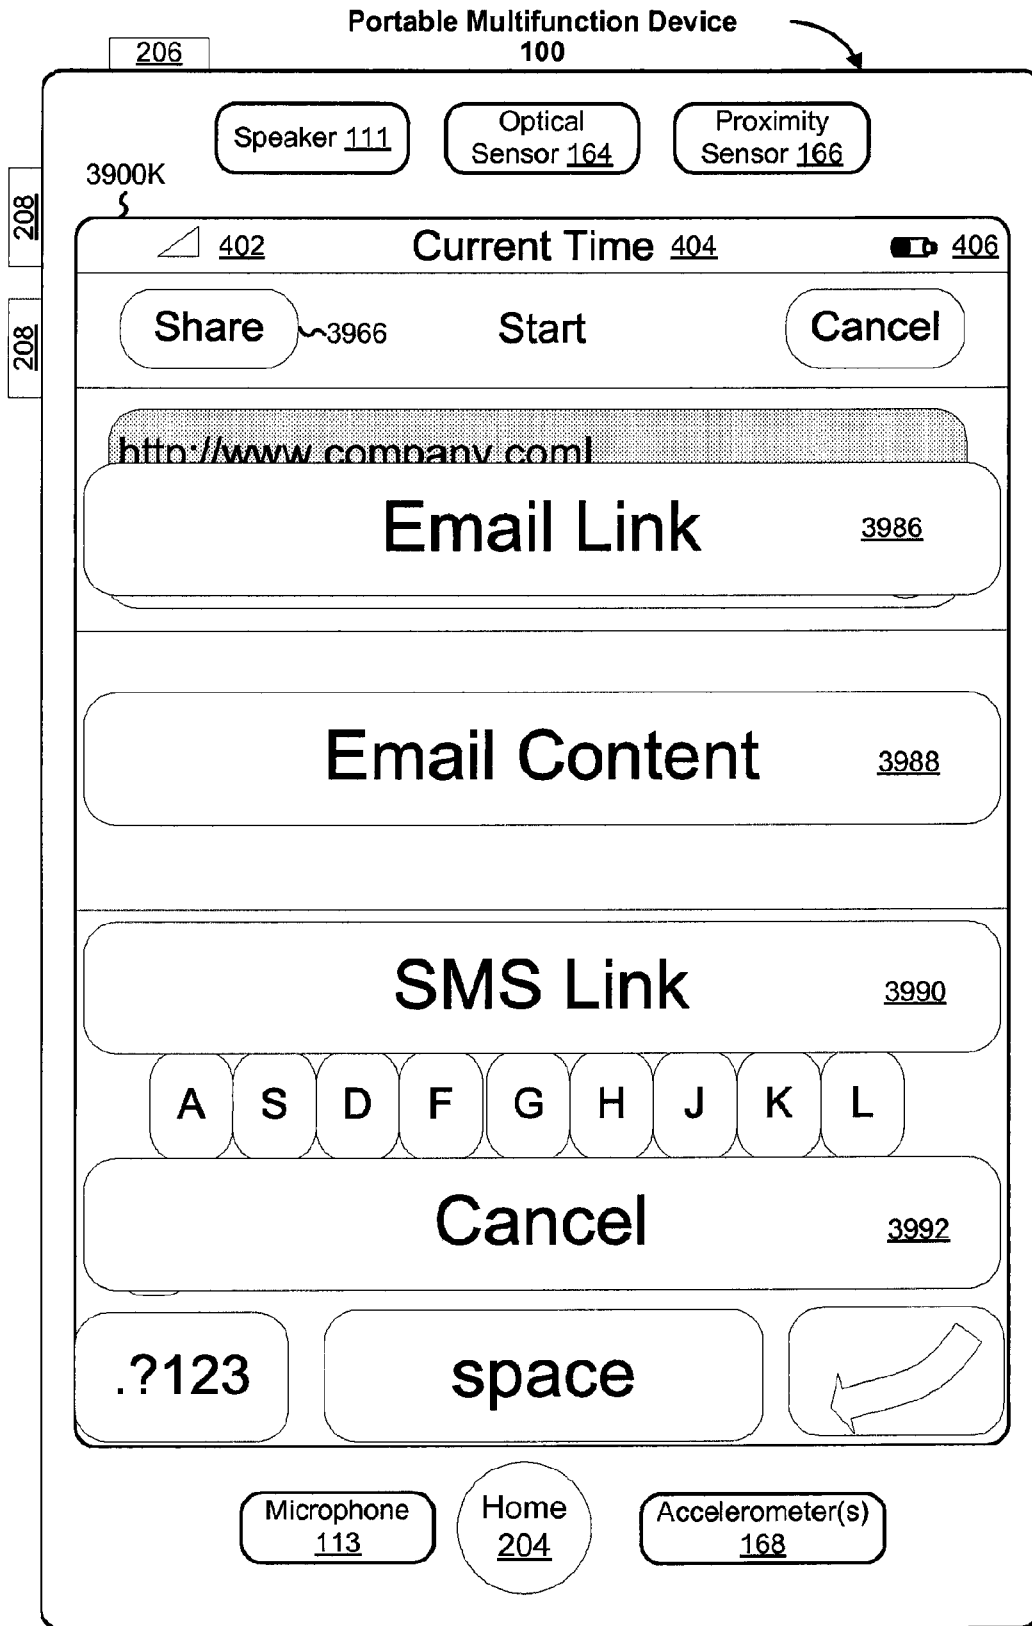 Portable Multifunction Device
100
206
Speaker 111
Optical
Sensor 164
Proximity
Sensor 166
3900K
208
208
402
Current Time 404
406
Share
3966
Start
Cancel
http://www.company.com
Email Link
3986
Email Content
3988
SMS Link
3990
A S D F G H J K L
Cancel
3992
.?123
space
Microphone
113
Home
204
Accelerometer(s)
168